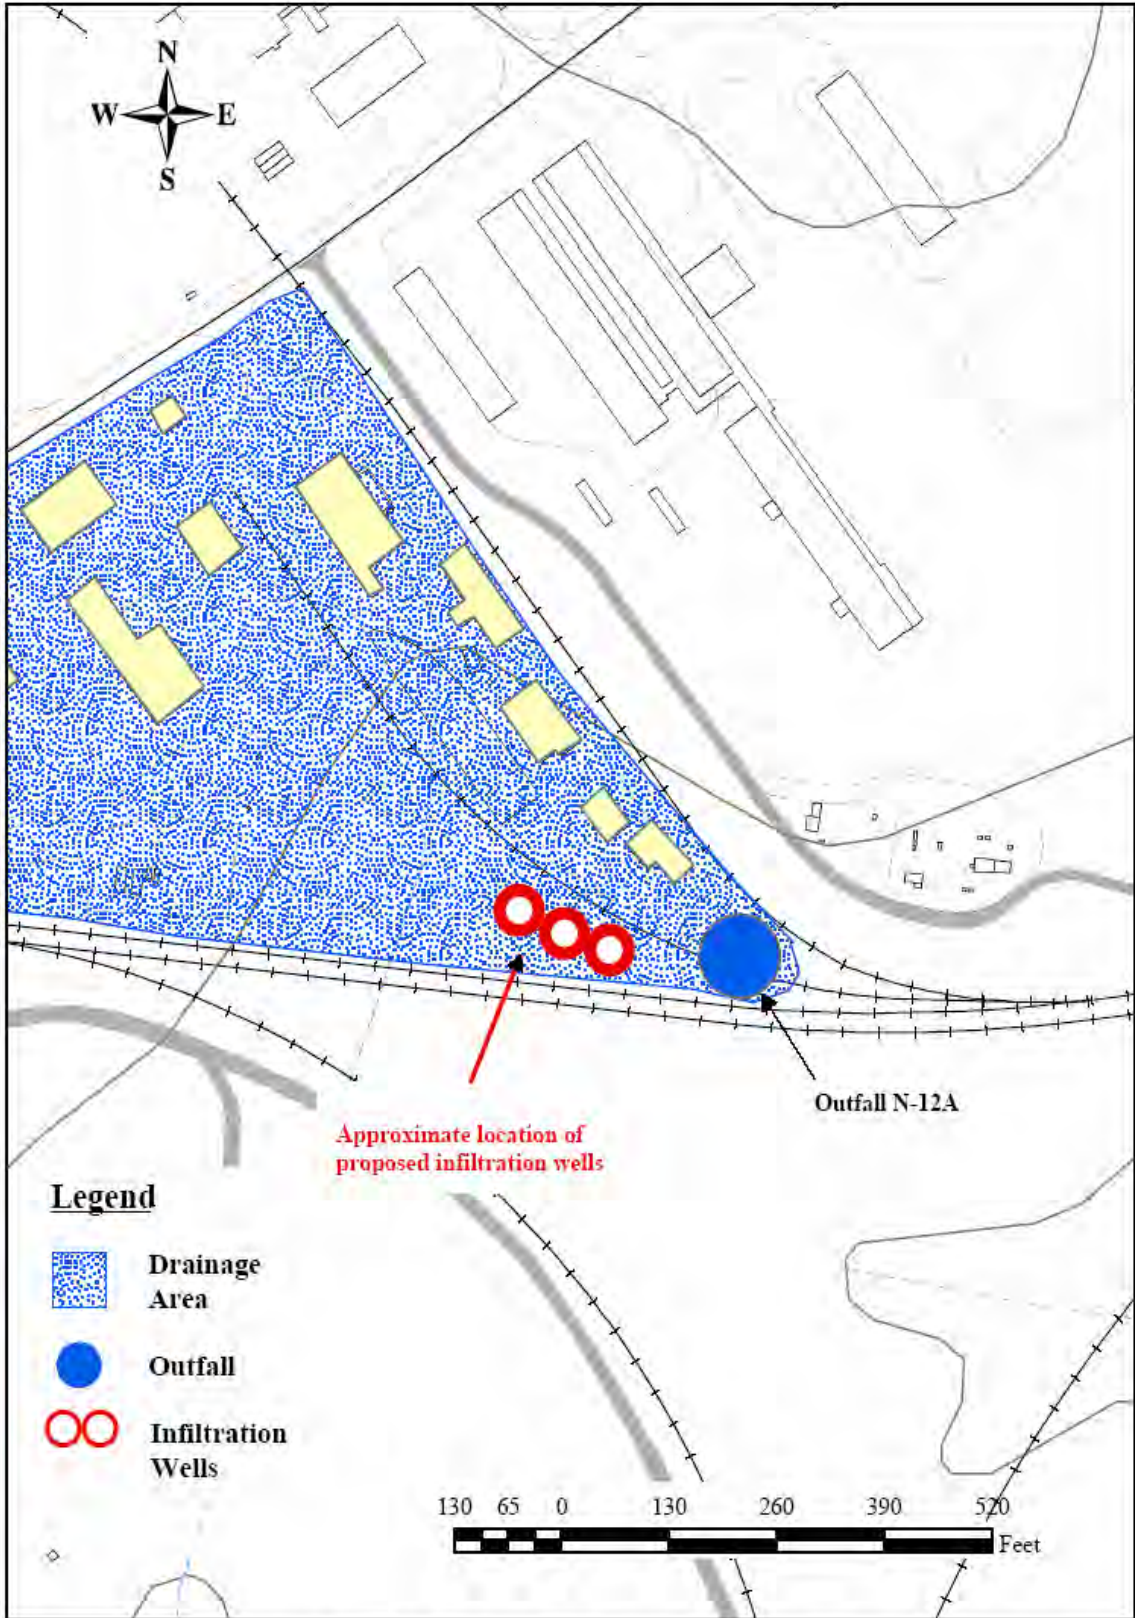 N
W E
S
Outfall N-12A
Approximate location of
proposed infiltration wells
Legend
Drainage
Area
Outfall
Infiltration
Wells
130 65 0 130 260 390 520
Feet